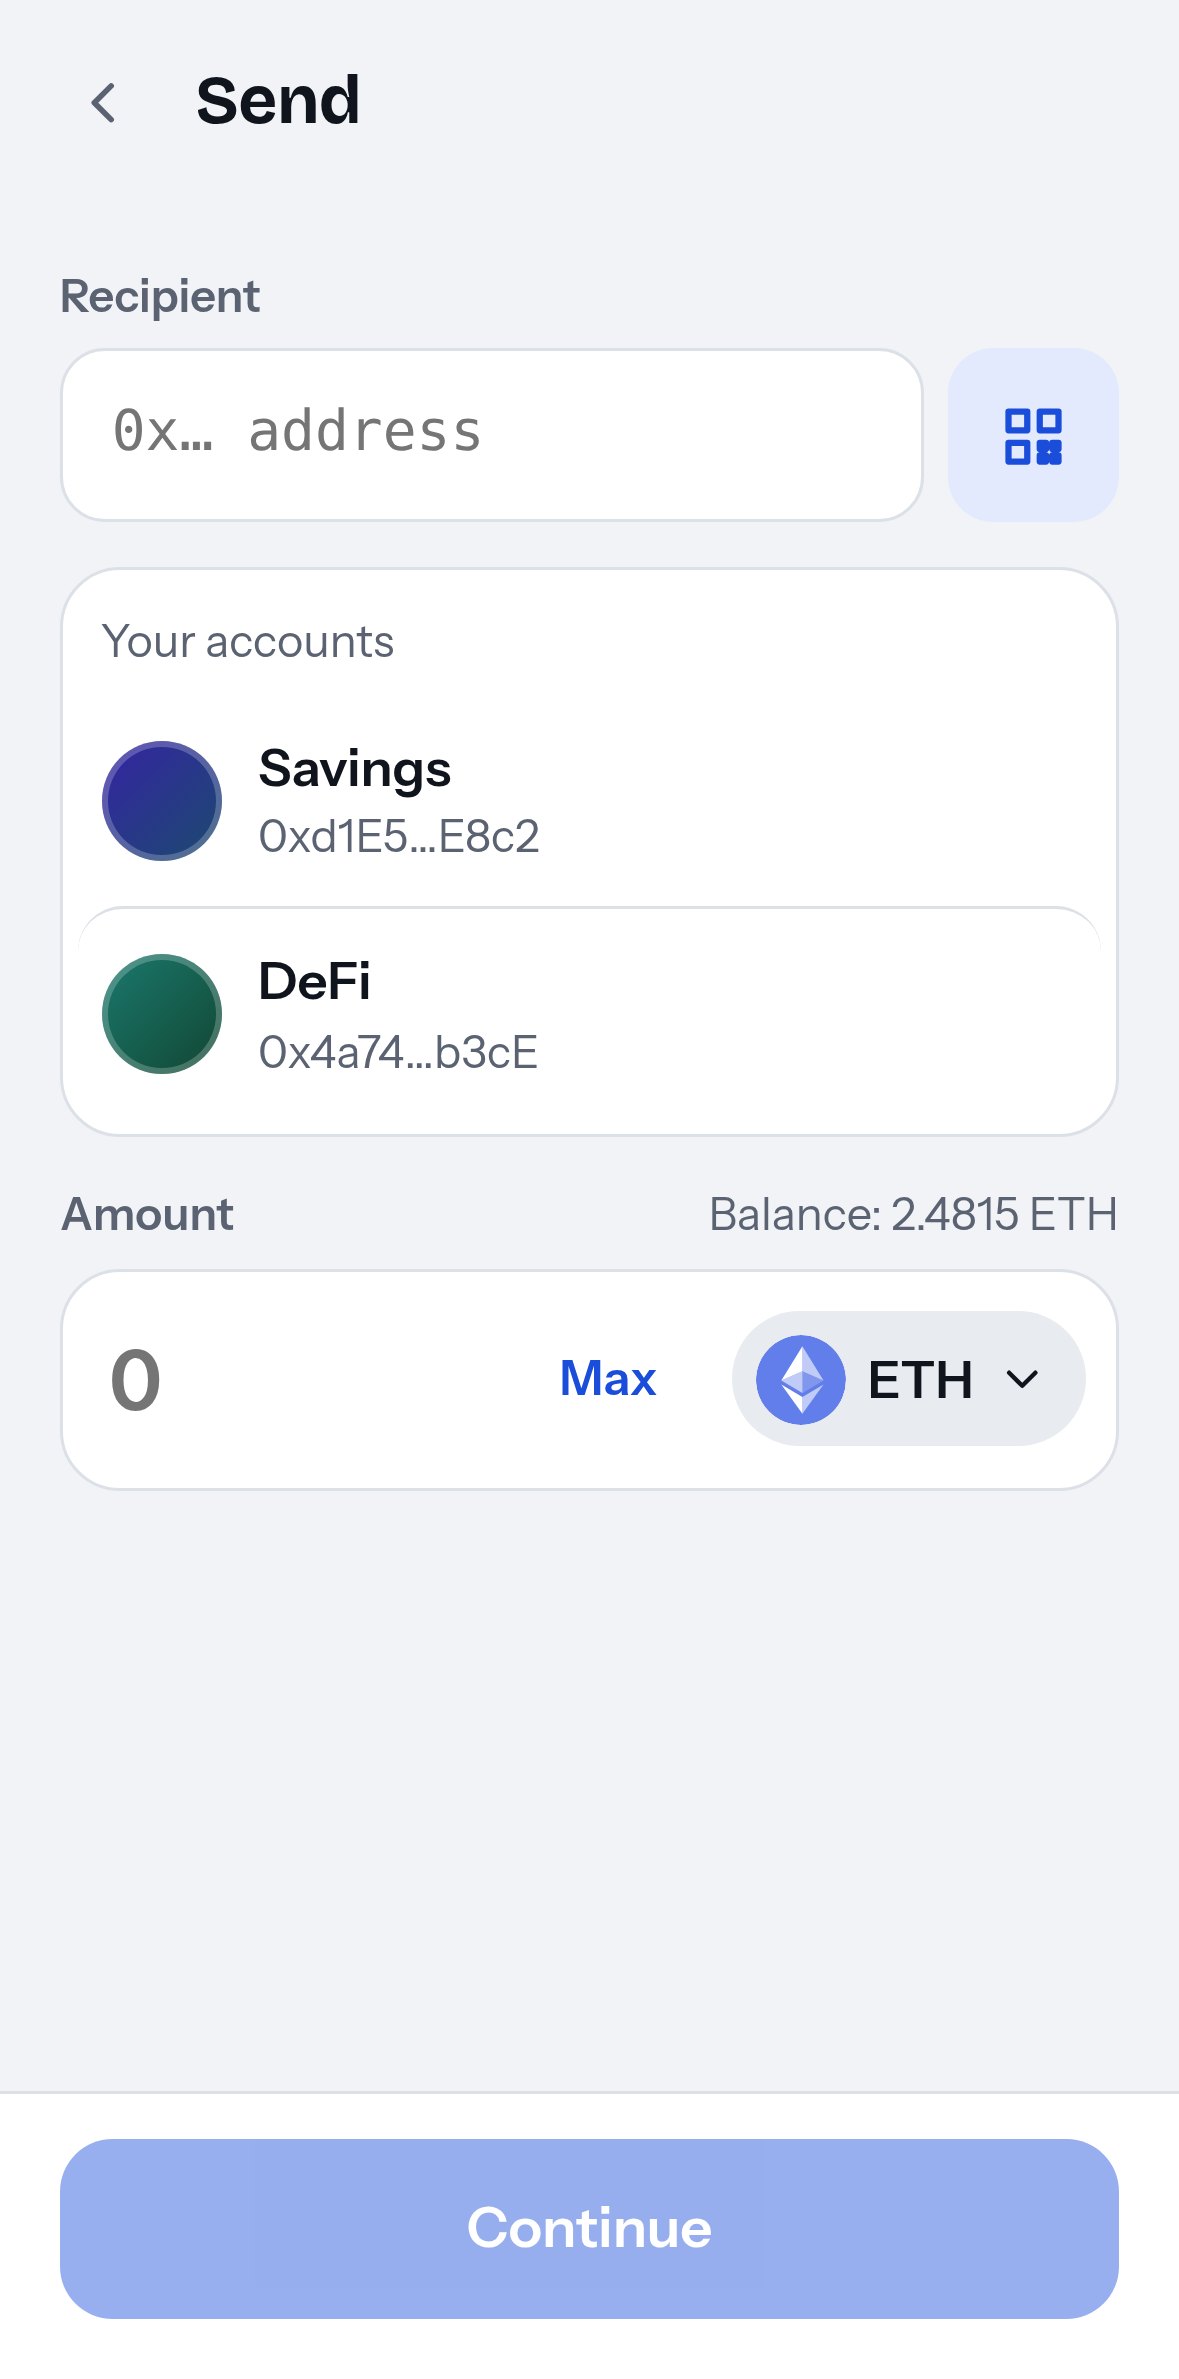 Send
Recipient
0x… address
Your accounts
Savings
0xd1E5…E8c2
DeFi
0x4a74…b3cE
Amount
Balance: 2.4815 ETH
0
Max
ETH
Continue